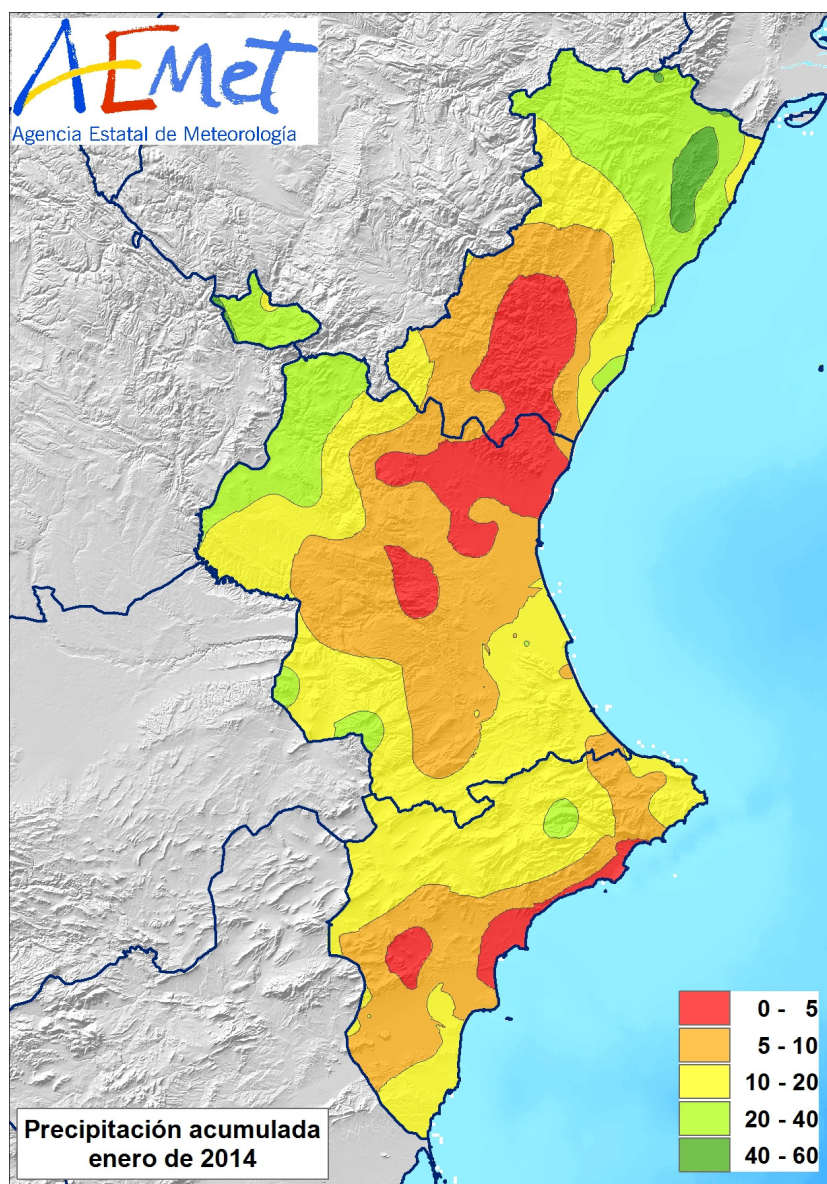 AEMet
Agencia Estatal de Meteorología
0 - 5
5 - 10
10 - 20
20 - 40
40 - 60
Precipitación acumulada
enero de 2014